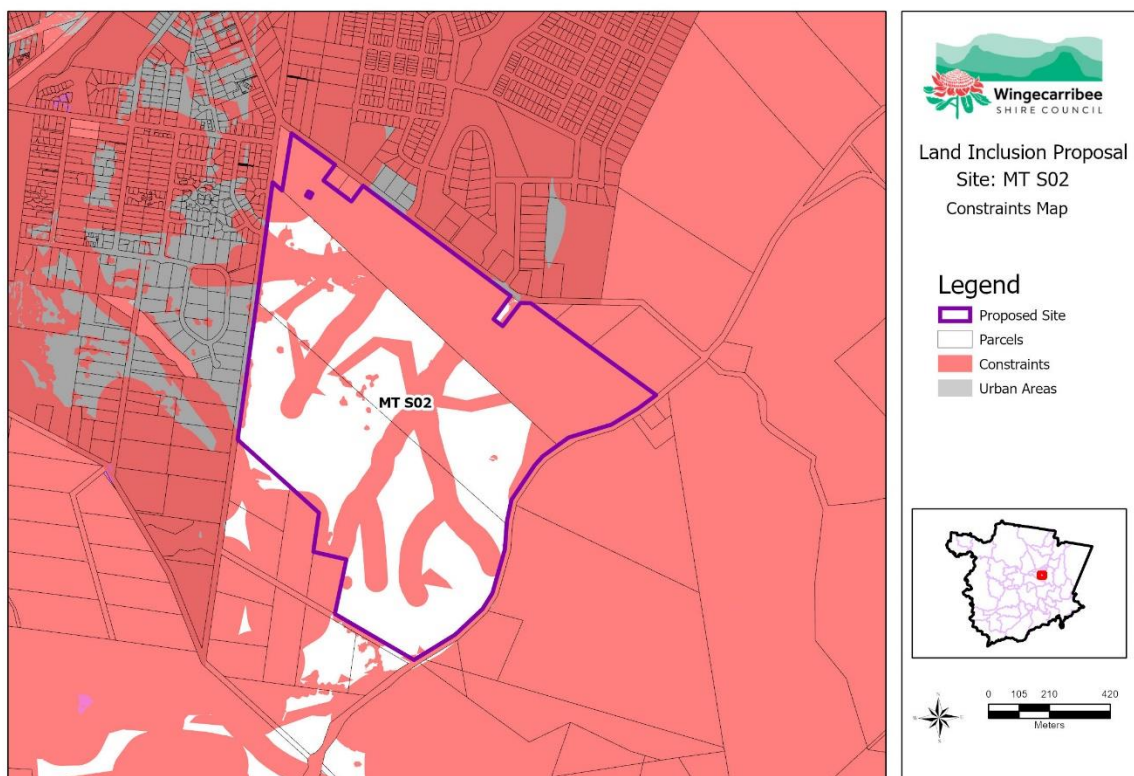 MT S02
Wingecarribee
SHIRE COUNCIL
Land Inclusion Proposal
Site: MT S02
Constraints Map
Legend
Proposed Site
Parcels
Constraints
Urban Areas
0 105 210 420
Meters